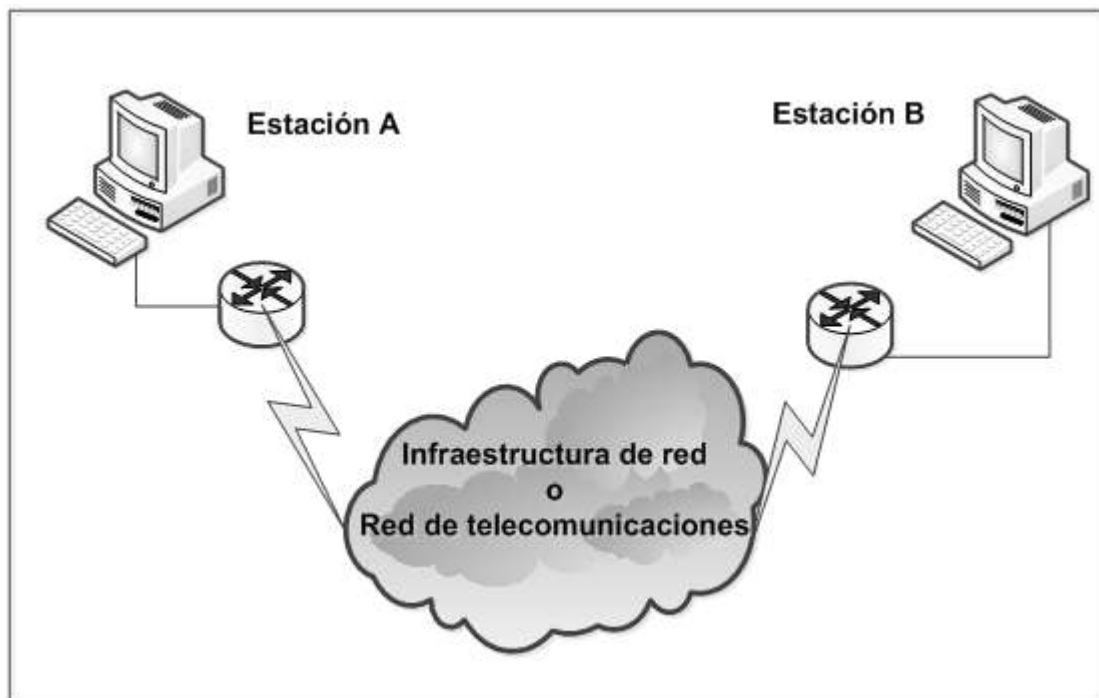 Estación A
Estación B
Infraestructura de red
o
Red de telecomunicaciones